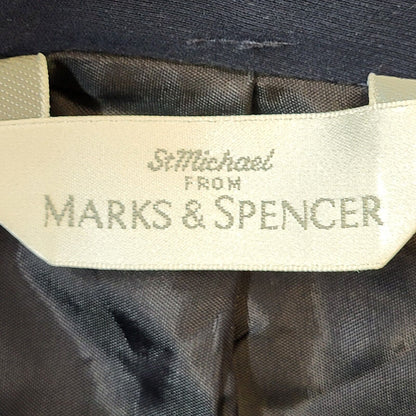 St Michael
FROM
MARKS & SPENCER